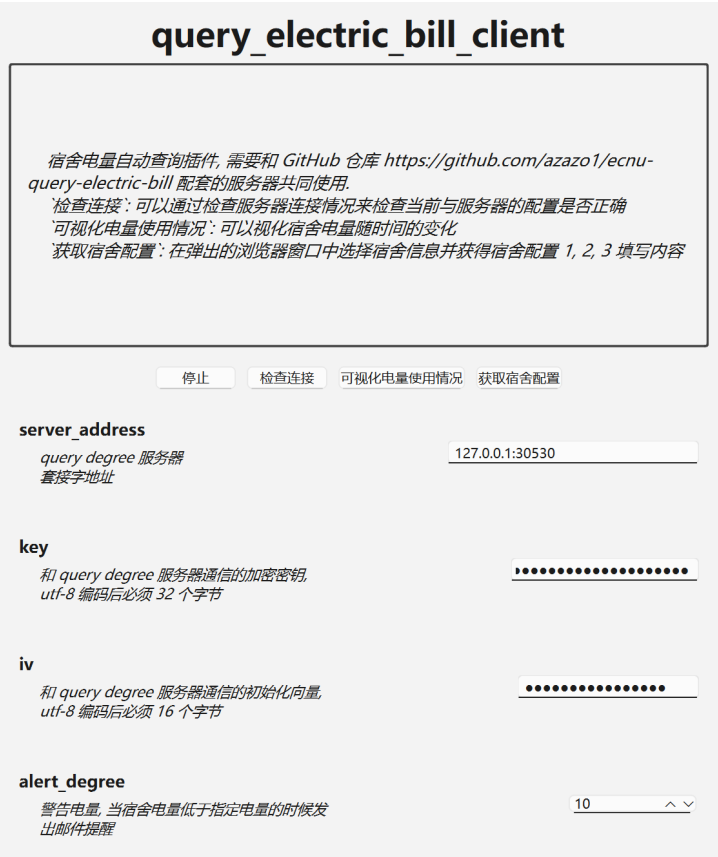 query_electric_bill_client
宿舍电量自动查询插件, 需要和 GitHub 仓库 https://github.com/azazo1/ecnu-
query-electric-bill 配套的服务器共同使用.
`检查连接`: 可以通过检查服务器连接情况来检查当前与服务器的配置是否正确
`可视化电量使用情况`: 可以视化宿舍电量随时间的变化
`获取宿舍配置`: 在弹出的浏览器窗口中选择宿舍信息并获得宿舍配置 1, 2, 3 填写内容
停止 检查连接 可视化电量使用情况 获取宿舍配置
server_address
query degree 服务器
套接字地址
127.0.0.1:30530
key
和 query degree 服务器通信的加密密钥,
utf-8 编码后必须 32 个字节
iv
和 query degree 服务器通信的初始化向量,
utf-8 编码后必须 16 个字节
alert_degree
警告电量, 当宿舍电量低于指定电量的时候发
出邮件提醒
10